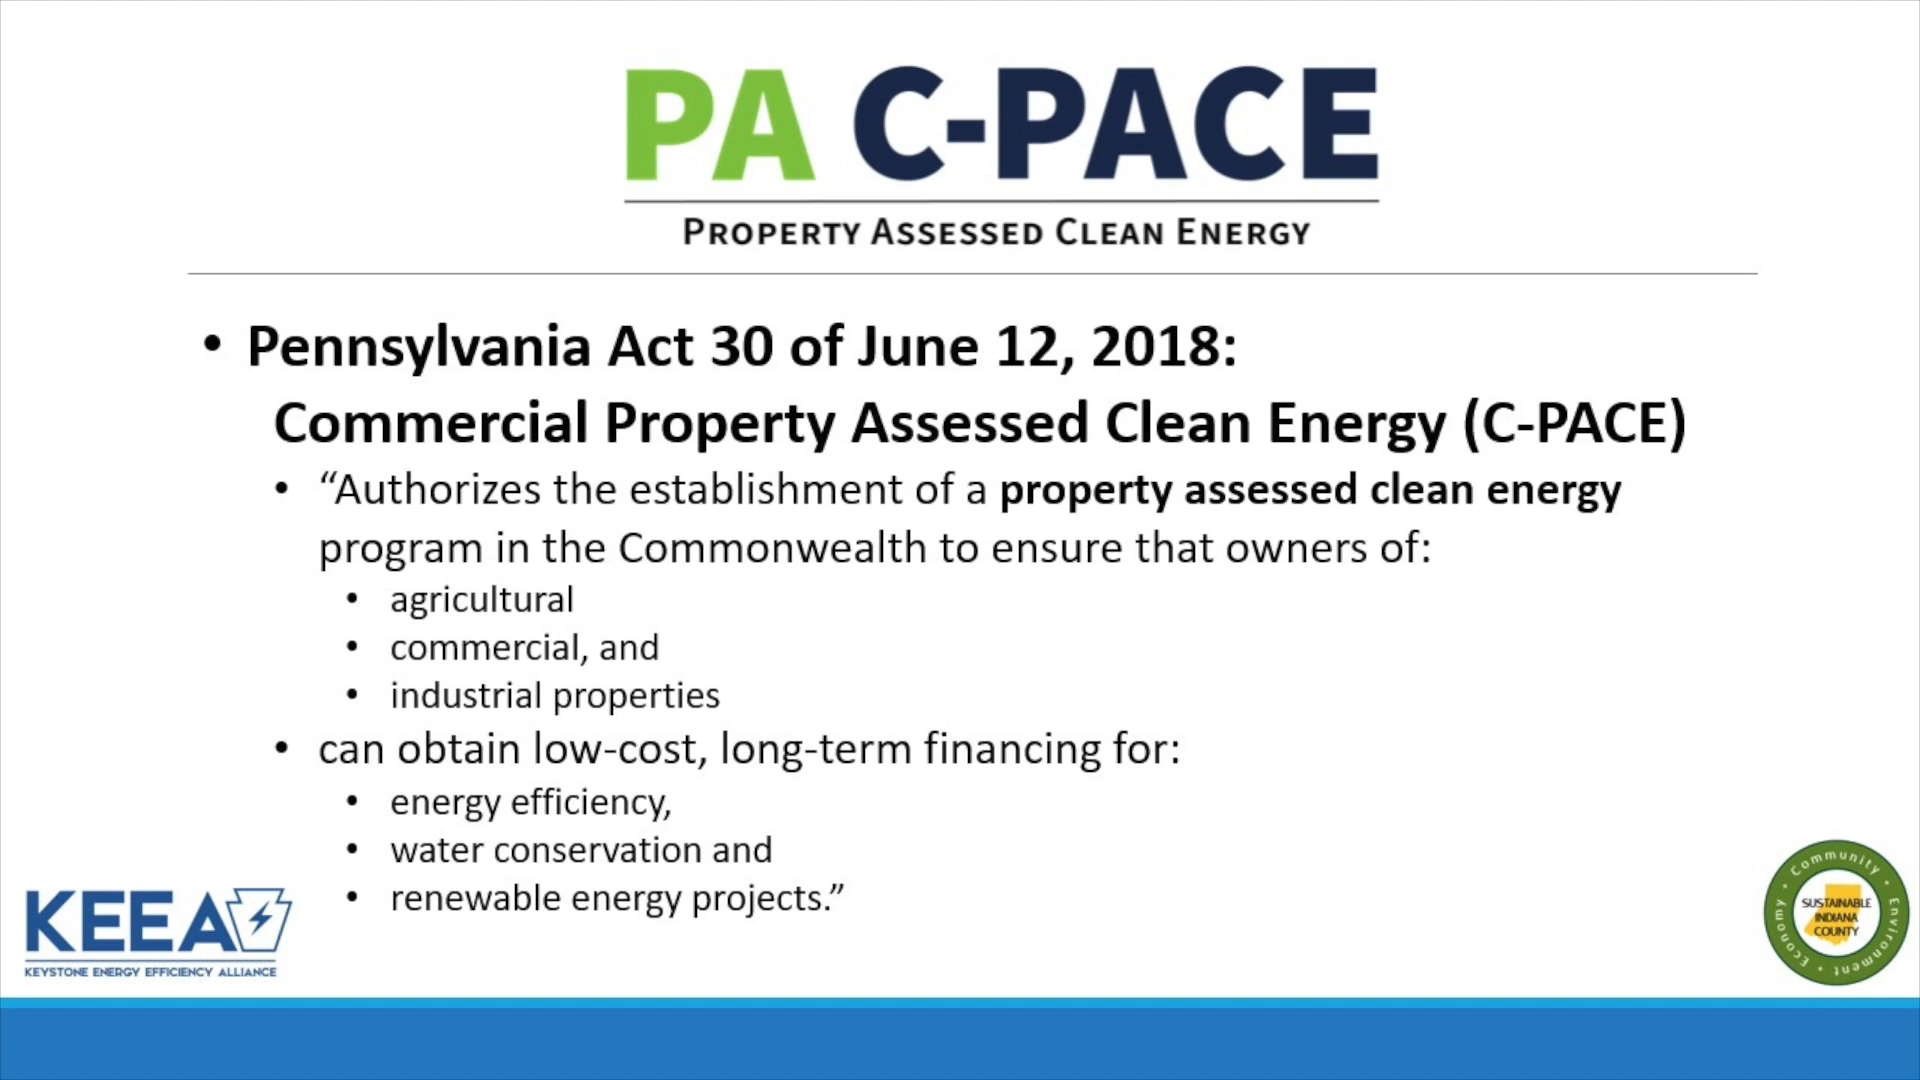 PA C-PACE
PROPERTY ASSESSED CLEAN ENERGY
• Pennsylvania Act 30 of June 12, 2018:
Commercial Property Assessed Clean Energy (C-PACE)
• “Authorizes the establishment of a property assessed clean energy
program in the Commonwealth to ensure that owners of:
• agricultural
• commercial, and
• industrial properties
• can obtain low-cost, long-term financing for:
• energy efficiency,
• water conservation and
• renewable energy projects.”
KEEA
KEYSTONE ENERGY EFFICIENCY ALLIANCE
Community • Environment • Economy •
SUSTAINABLE
INDIANA
COUNTY